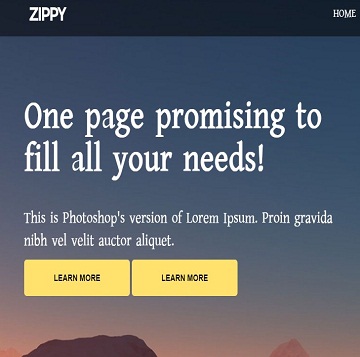 ZIPPY
HOME
One page promising to
fill all your needs!
This is Photoshop's version of Lorem Ipsum. Proin gravida
nibh vel velit auctor aliquet.
LEARN MORE
LEARN MORE